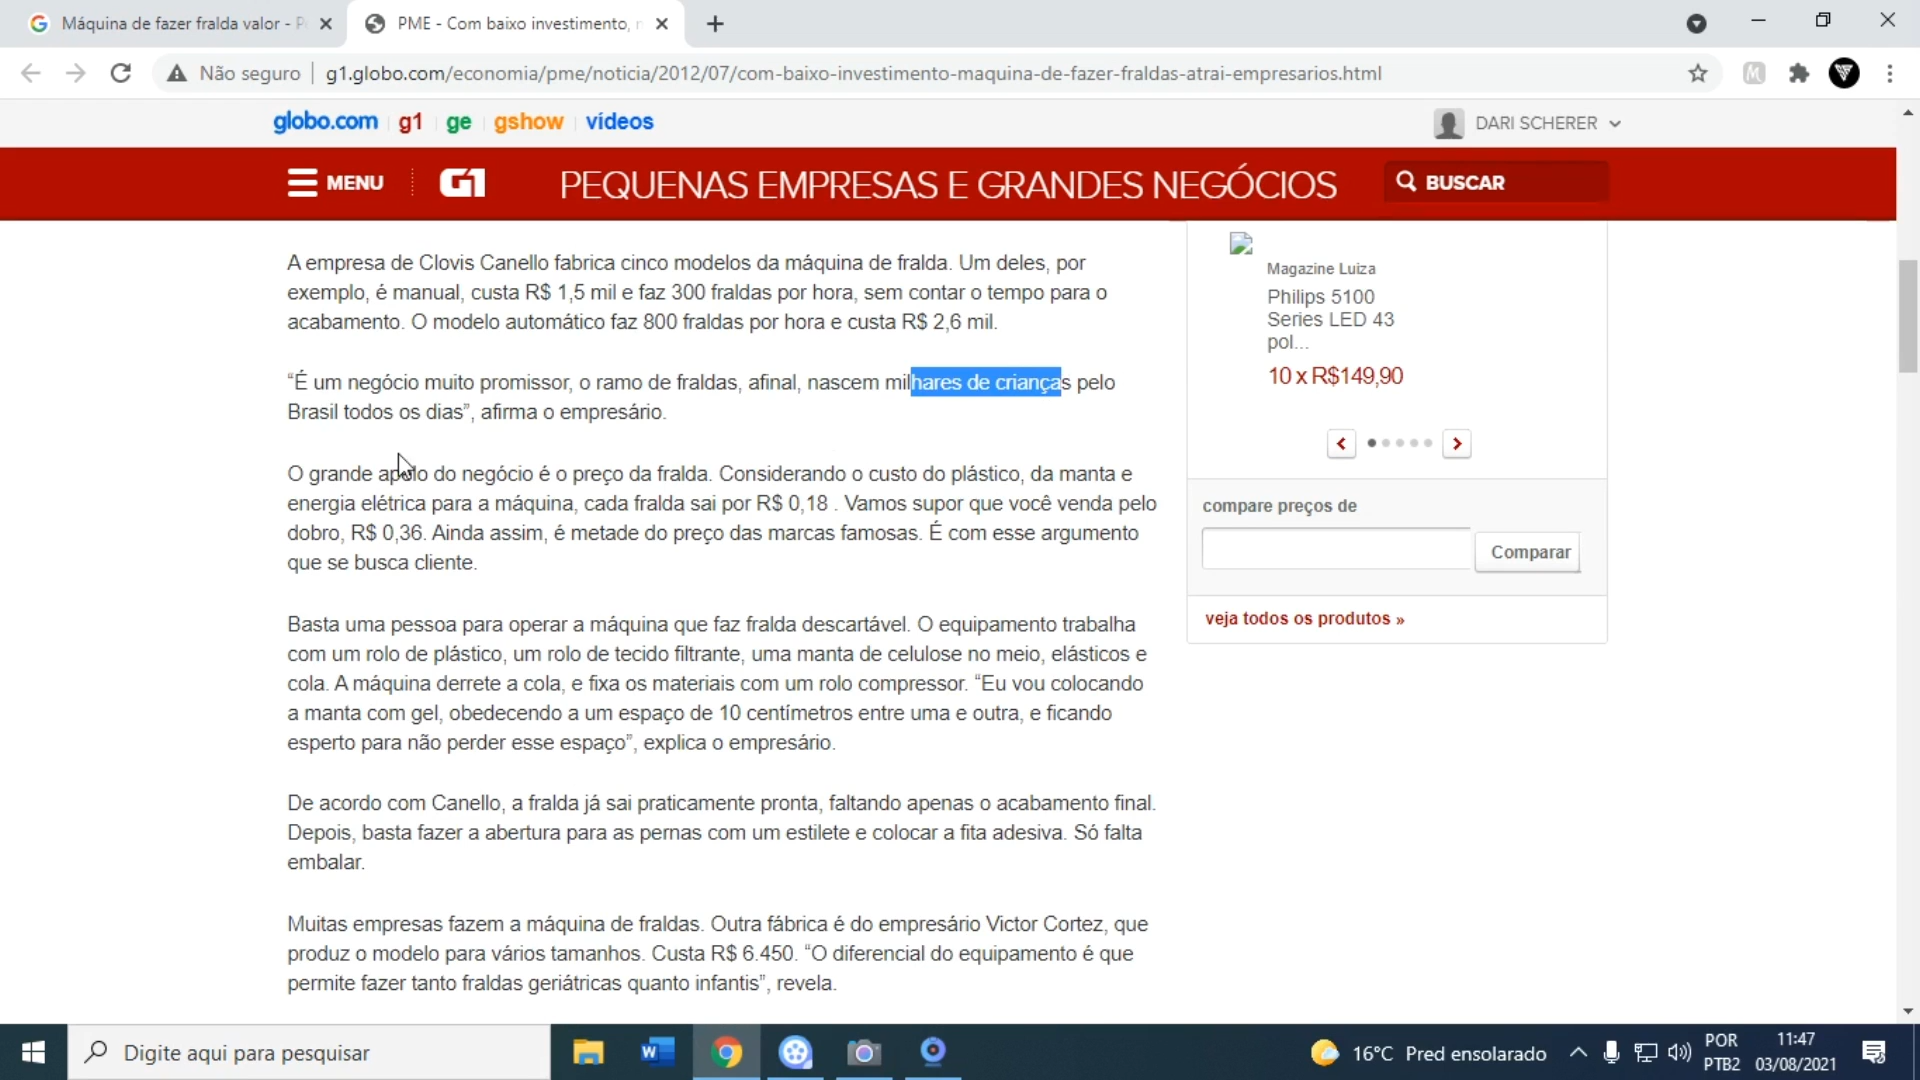 Máquina de fazer fralda valor - P
PME - Com baixo investimento,
Não seguro
g1.globo.com/economia/pme/noticia/2012/07/com-baixo-investimento-maquina-de-fazer-fraldas-atrai-empresarios.html
globo.com g1 ge gshow vídeos
DARI SCHERER
MENU
G1
PEQUENAS EMPRESAS E GRANDES NEGÓCIOS
BUSCAR
A empresa de Clovis Canello fabrica cinco modelos da máquina de fralda. Um deles, por
exemplo, é manual, custa R$ 1,5 mil e faz 300 fraldas por hora, sem contar o tempo para o
acabamento. O modelo automático faz 800 fraldas por hora e custa R$ 2,6 mil.
“É um negócio muito promissor, o ramo de fraldas, afinal, nascem milhares de crianças pelo
Brasil todos os dias”, afirma o empresário.
O grande apelo do negócio é o preço da fralda. Considerando o custo do plástico, da manta e
energia elétrica para a máquina, cada fralda sai por R$ 0,18 . Vamos supor que você venda pelo
dobro, R$ 0,36. Ainda assim, é metade do preço das marcas famosas. É com esse argumento
que se busca cliente.
Basta uma pessoa para operar a máquina que faz fralda descartável. O equipamento trabalha
com um rolo de plástico, um rolo de tecido filtrante, uma manta de celulose no meio, elásticos e
cola. A máquina derrete a cola, e fixa os materiais com um rolo compressor. “Eu vou colocando
a manta com gel, obedecendo a um espaço de 10 centímetros entre uma e outra, e ficando
esperto para não perder esse espaço”, explica o empresário.
De acordo com Canello, a fralda já sai praticamente pronta, faltando apenas o acabamento final.
Depois, basta fazer a abertura para as pernas com um estilete e colocar a fita adesiva. Só falta
embalar.
Muitas empresas fazem a máquina de fraldas. Outra fábrica é do empresário Victor Cortez, que
produz o modelo para vários tamanhos. Custa R$ 6.450. “O diferencial do equipamento é que
permite fazer tanto fraldas geriátricas quanto infantis”, revela.
Magazine Luiza
Philips 5100
Series LED 43
pol...
10 x R$149,90
compare preços de
Comparar
veja todos os produtos »
Digite aqui para pesquisar
16°C Pred ensolarado
POR
PTB2
11:47
03/08/2021